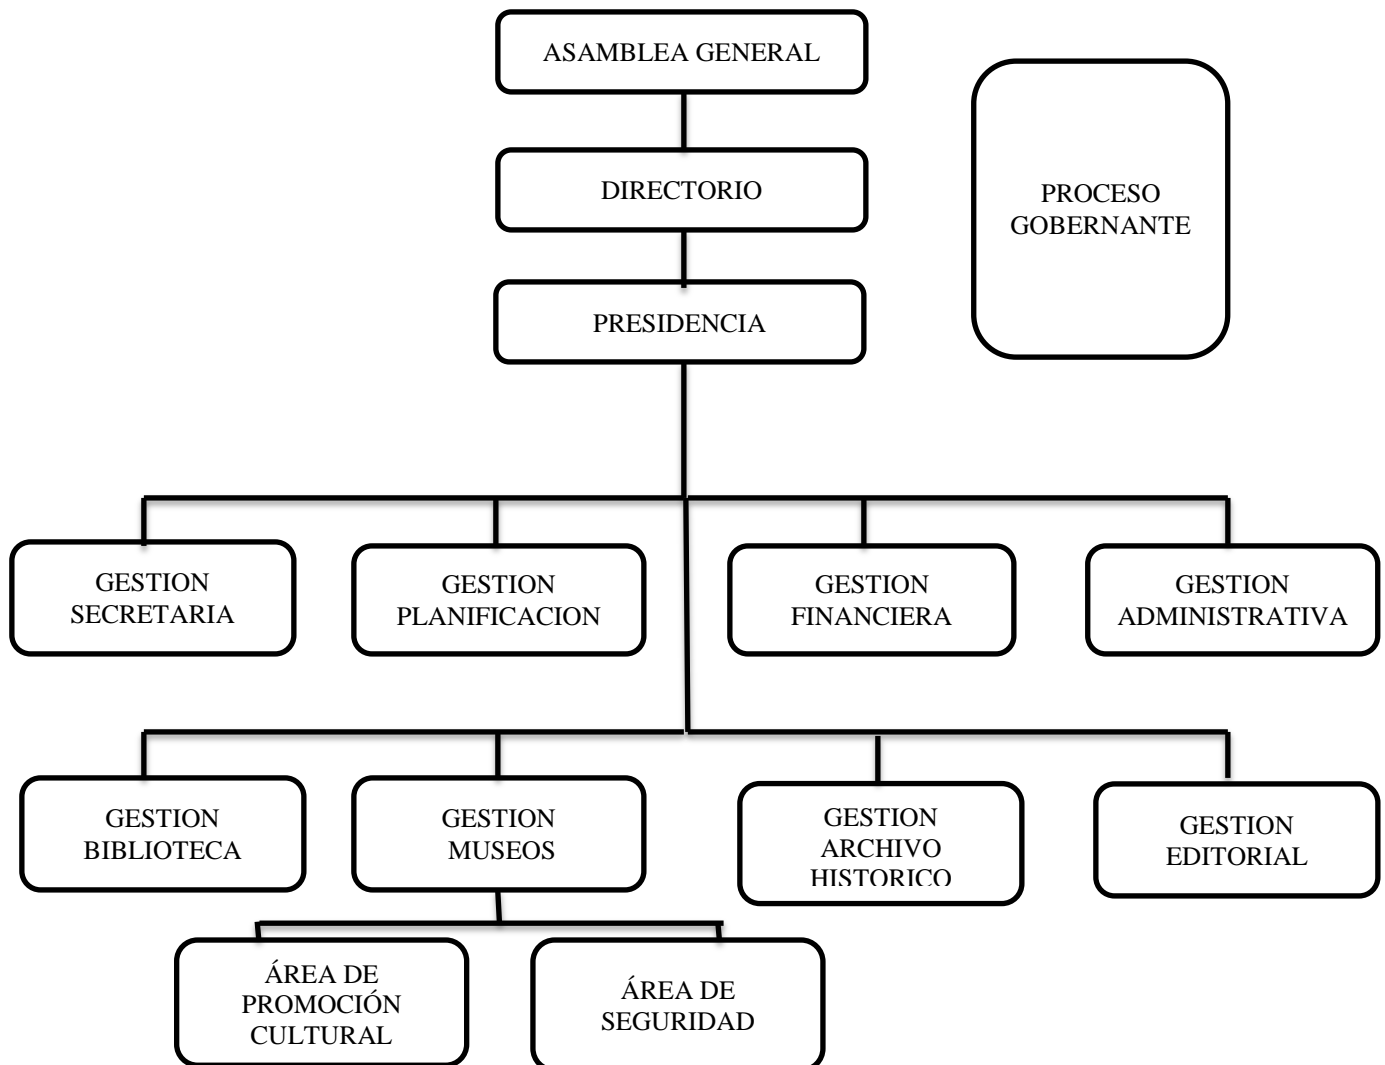 ASAMBLEA GENERAL
DIRECTORIO
PROCESO
GOBERNANTE
PRESIDENCIA
GESTION
SECRETARIA
GESTION
PLANIFICACION
GESTION
FINANCIERA
GESTION
ADMINISTRATIVA
GESTION
BIBLIOTECA
GESTION
MUSEOS
GESTION
ARCHIVO
HISTORICO
GESTION
EDITORIAL
ÁREA DE
PROMOCIÓN
CULTURAL
ÁREA DE
SEGURIDAD